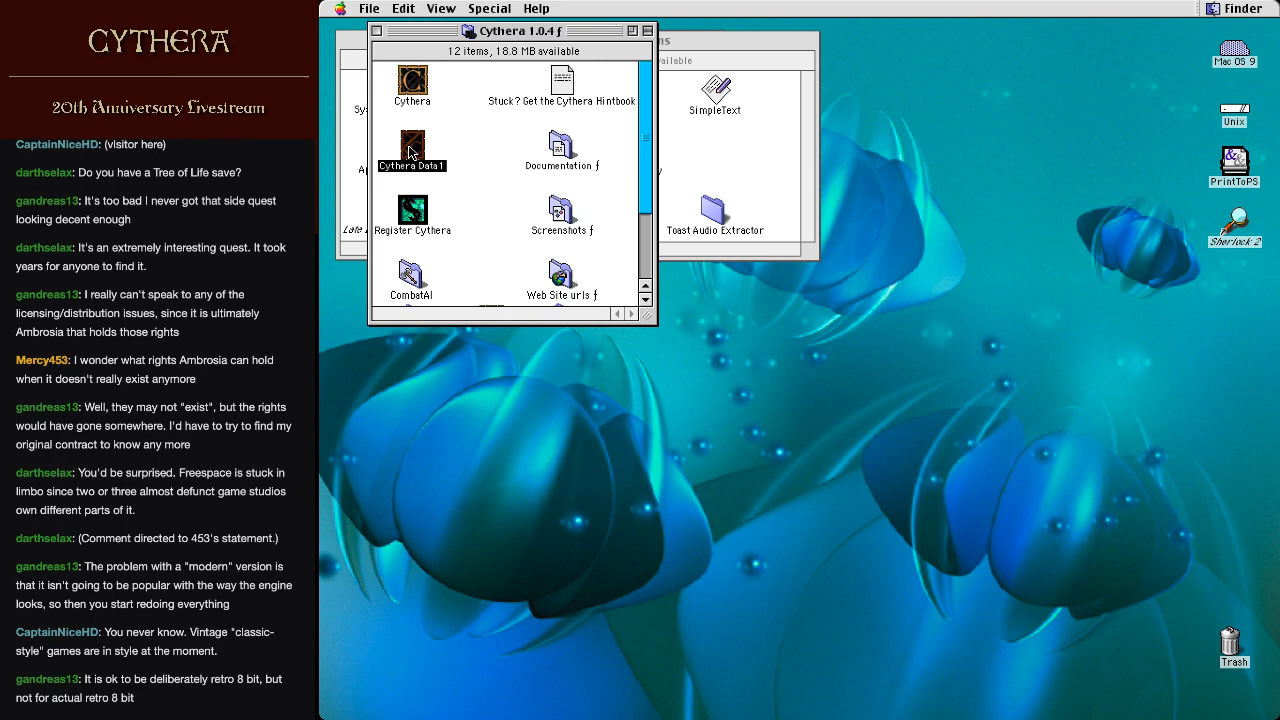 CYTHERA
20th Anniversary Livestream
CaptainNiceHD: (visitor here)
darthselax: Do you have a Tree of Life save?
gandreas13: It's too bad I never got that side quest
looking decent enough
darthselax: It's an extremely interesting quest. It took
years for anyone to find it.
gandreas13: I really can't speak to any of the
licensing/distribution issues, since it is ultimately
Ambrosia that holds those rights
Mercy453: I wonder what rights Ambrosia can hold
when it doesn't really exist anymore
gandreas13: Well, they may not "exist", but the rights
would have gone somewhere. I'd have to try to find my
original contract to know any more
darthselax: You'd be surprised. Freespace is stuck in
limbo since two or three almost defunct game studios
own different parts of it.
darthselax: (Comment directed to 453's statement.)
gandreas13: The problem with a "modern" version is
that it isn't going to be popular with the way the engine
looks, so then you start redoing everything
CaptainNiceHD: You never know. Vintage "classic-
style" games are in style at the moment.
gandreas13: It is ok to be deliberately retro 8 bit, but
not for actual retro 8 bit
File Edit View Special Help
Finder
Cythera 1.0.4 ƒ
12 items, 18.8 MB available
Cythera
Stuck? Get the Cythera Hintbook
Cythera Data1
Documentation ƒ
Register Cythera
Screenshots ƒ
CombatAI
Web Site urls ƒ
ns
ailable
Sy
SimpleText
Toast Audio Extractor
Mac OS 9
Unix
PrintToPS
Sherlock 2
Trash